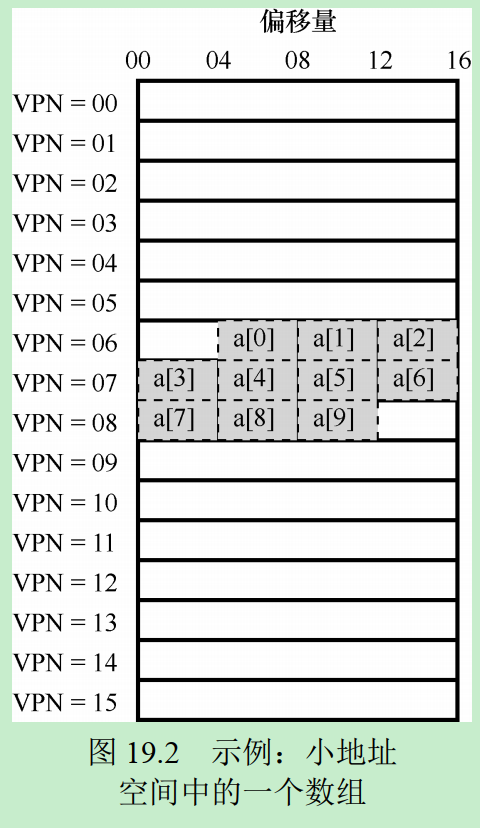 偏移量
00 04 08 12 16
VPN = 00
VPN = 01
VPN = 02
VPN = 03
VPN = 04
VPN = 05
VPN = 06 a[0] a[1] a[2]
VPN = 07 a[3] a[4] a[5] a[6]
VPN = 08 a[7] a[8] a[9]
VPN = 09
VPN = 10
VPN = 11
VPN = 12
VPN = 13
VPN = 14
VPN = 15
图 19.2 示例：小地址
空间中的一个数组